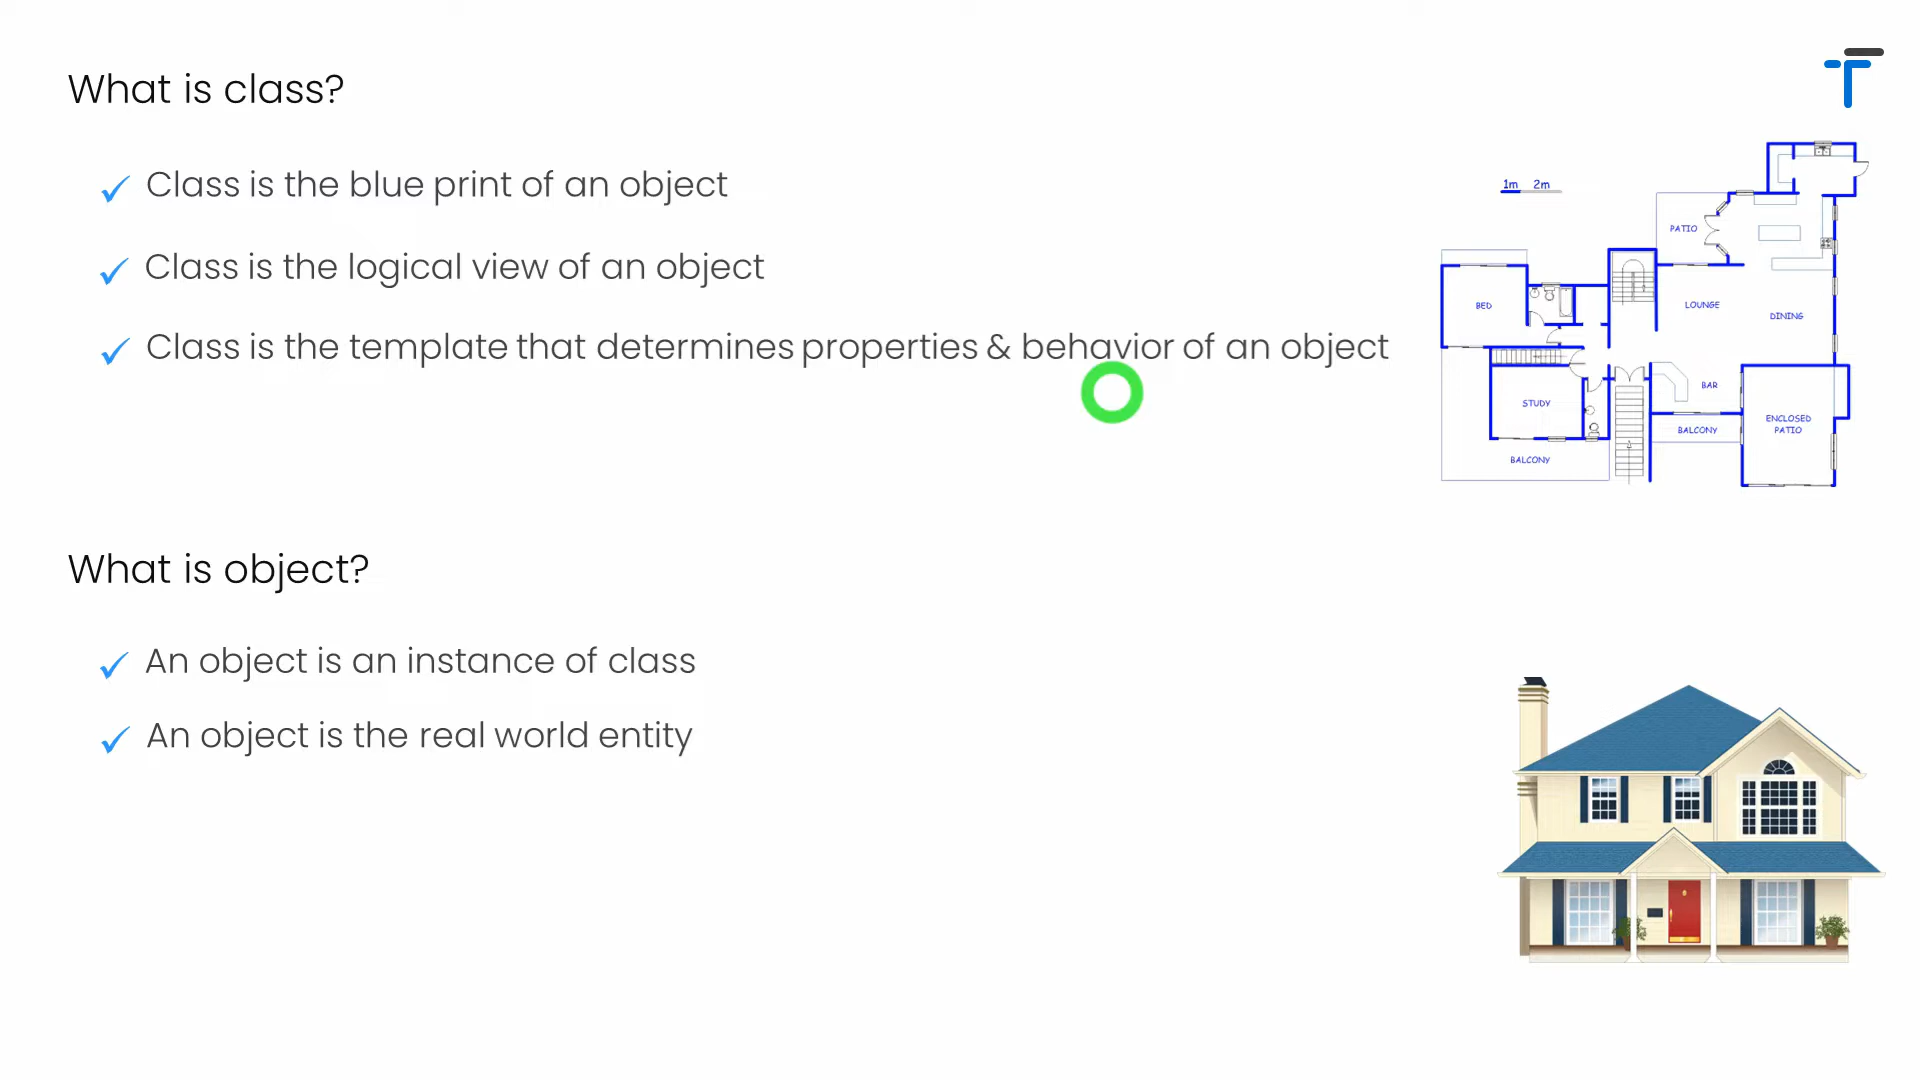 What is class?
Class is the blue print of an object
Class is the logical view of an object
Class is the template that determines properties & behavior of an object
1m 2m
PATIO
BED
LOUNGE
DINING
BAR
STUDY
ENCLOSED
PATIO
BALCONY
BALCONY
What is object?
An object is an instance of class
An object is the real world entity